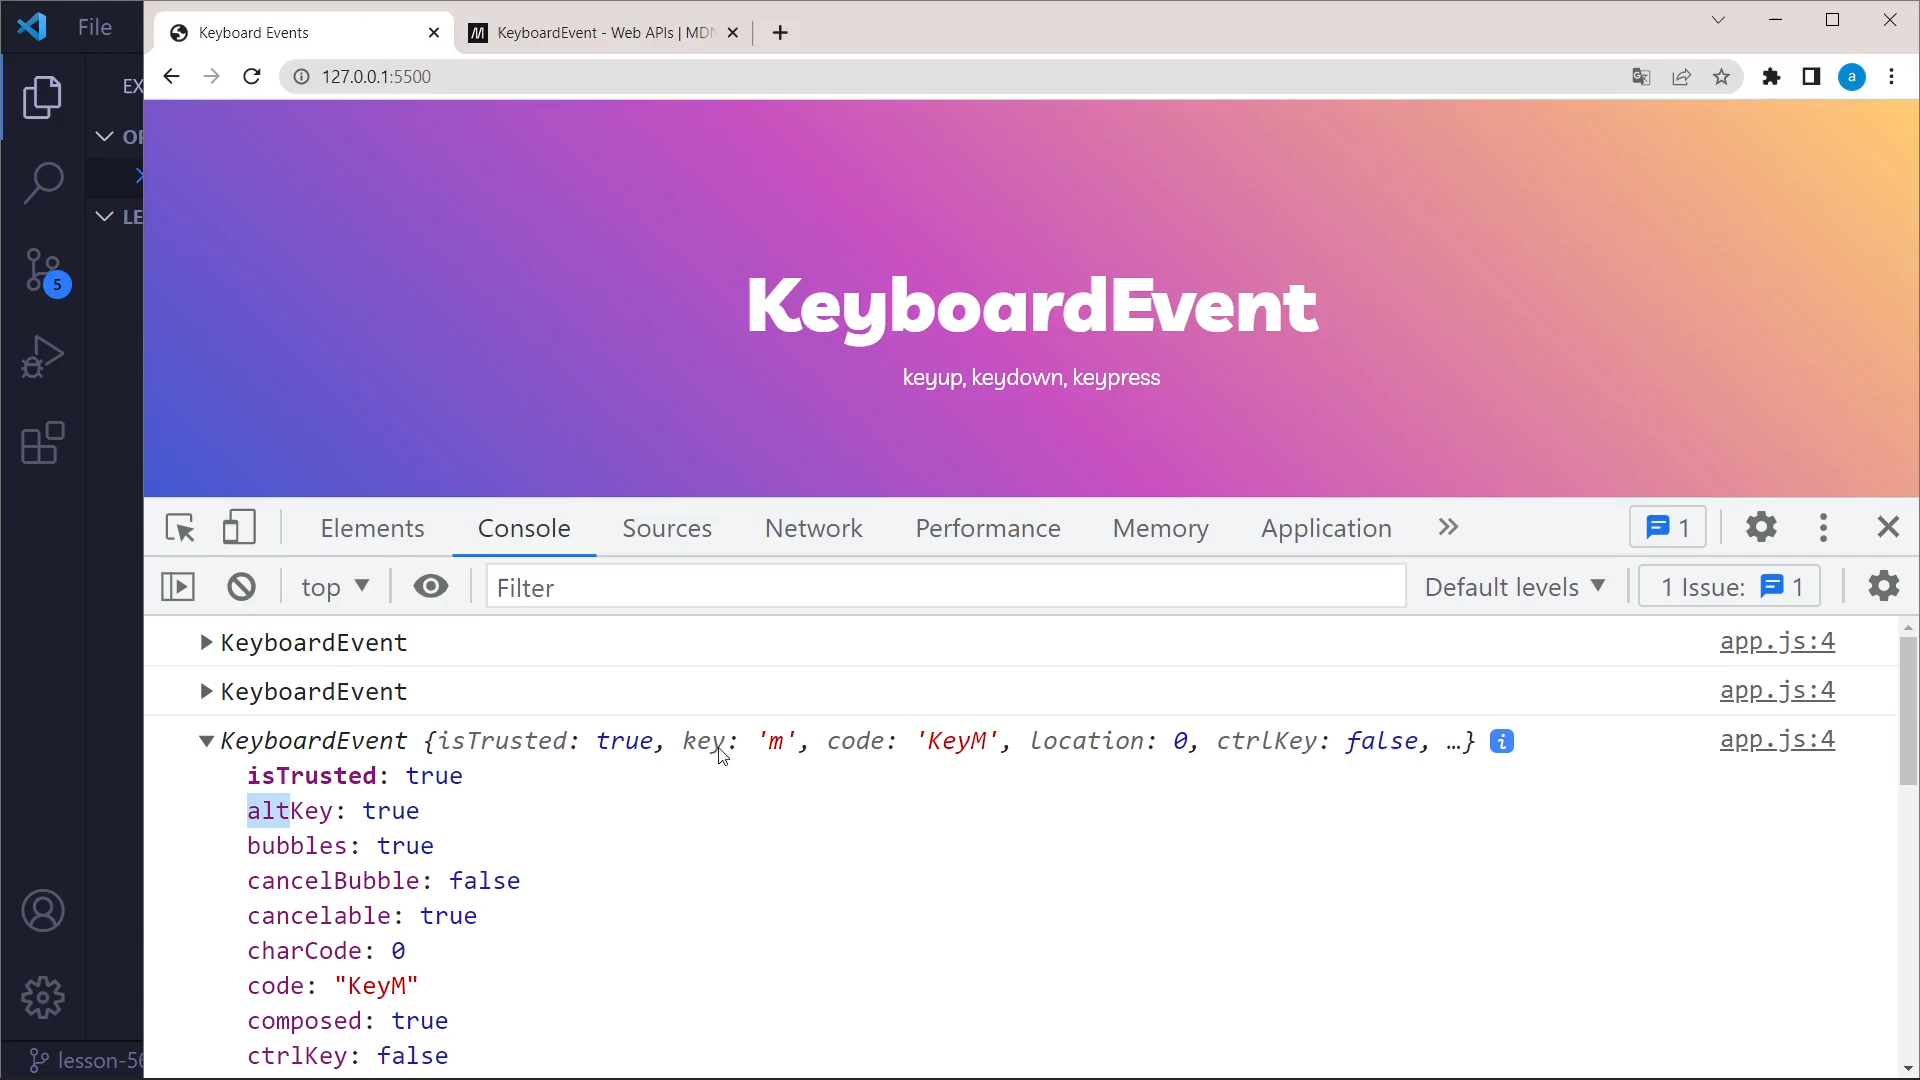 File
Keyboard Events
KeyboardEvent - Web APIs | MD
127.0.0.1:5500
a
EX
OP
LE
5
KeyboardEvent
keyup, keydown, keypress
Elements Console Sources Network Performance Memory Application » 1
top Filter Default levels 1 Issue: 1
KeyboardEvent app.js:4
KeyboardEvent app.js:4
KeyboardEvent {isTrusted: true, key: 'm', code: 'KeyM', location: 0, ctrlKey: false, …} i app.js:4
isTrusted: true
altKey: true
bubbles: true
cancelBubble: false
cancelable: true
charCode: 0
code: "KeyM"
composed: true
ctrlKey: false
lesson-56